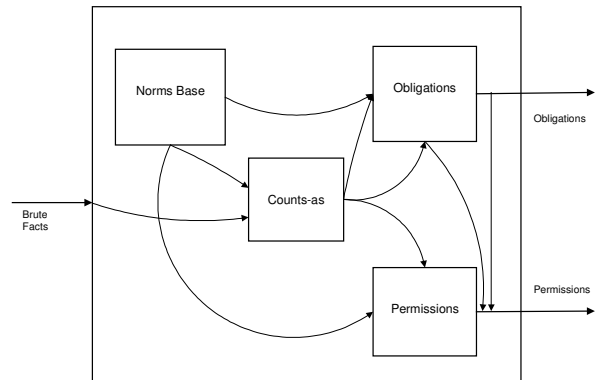 Norms Base
Obligations
Obligations
Counts-as
Brute
Facts
Permissions
Permissions